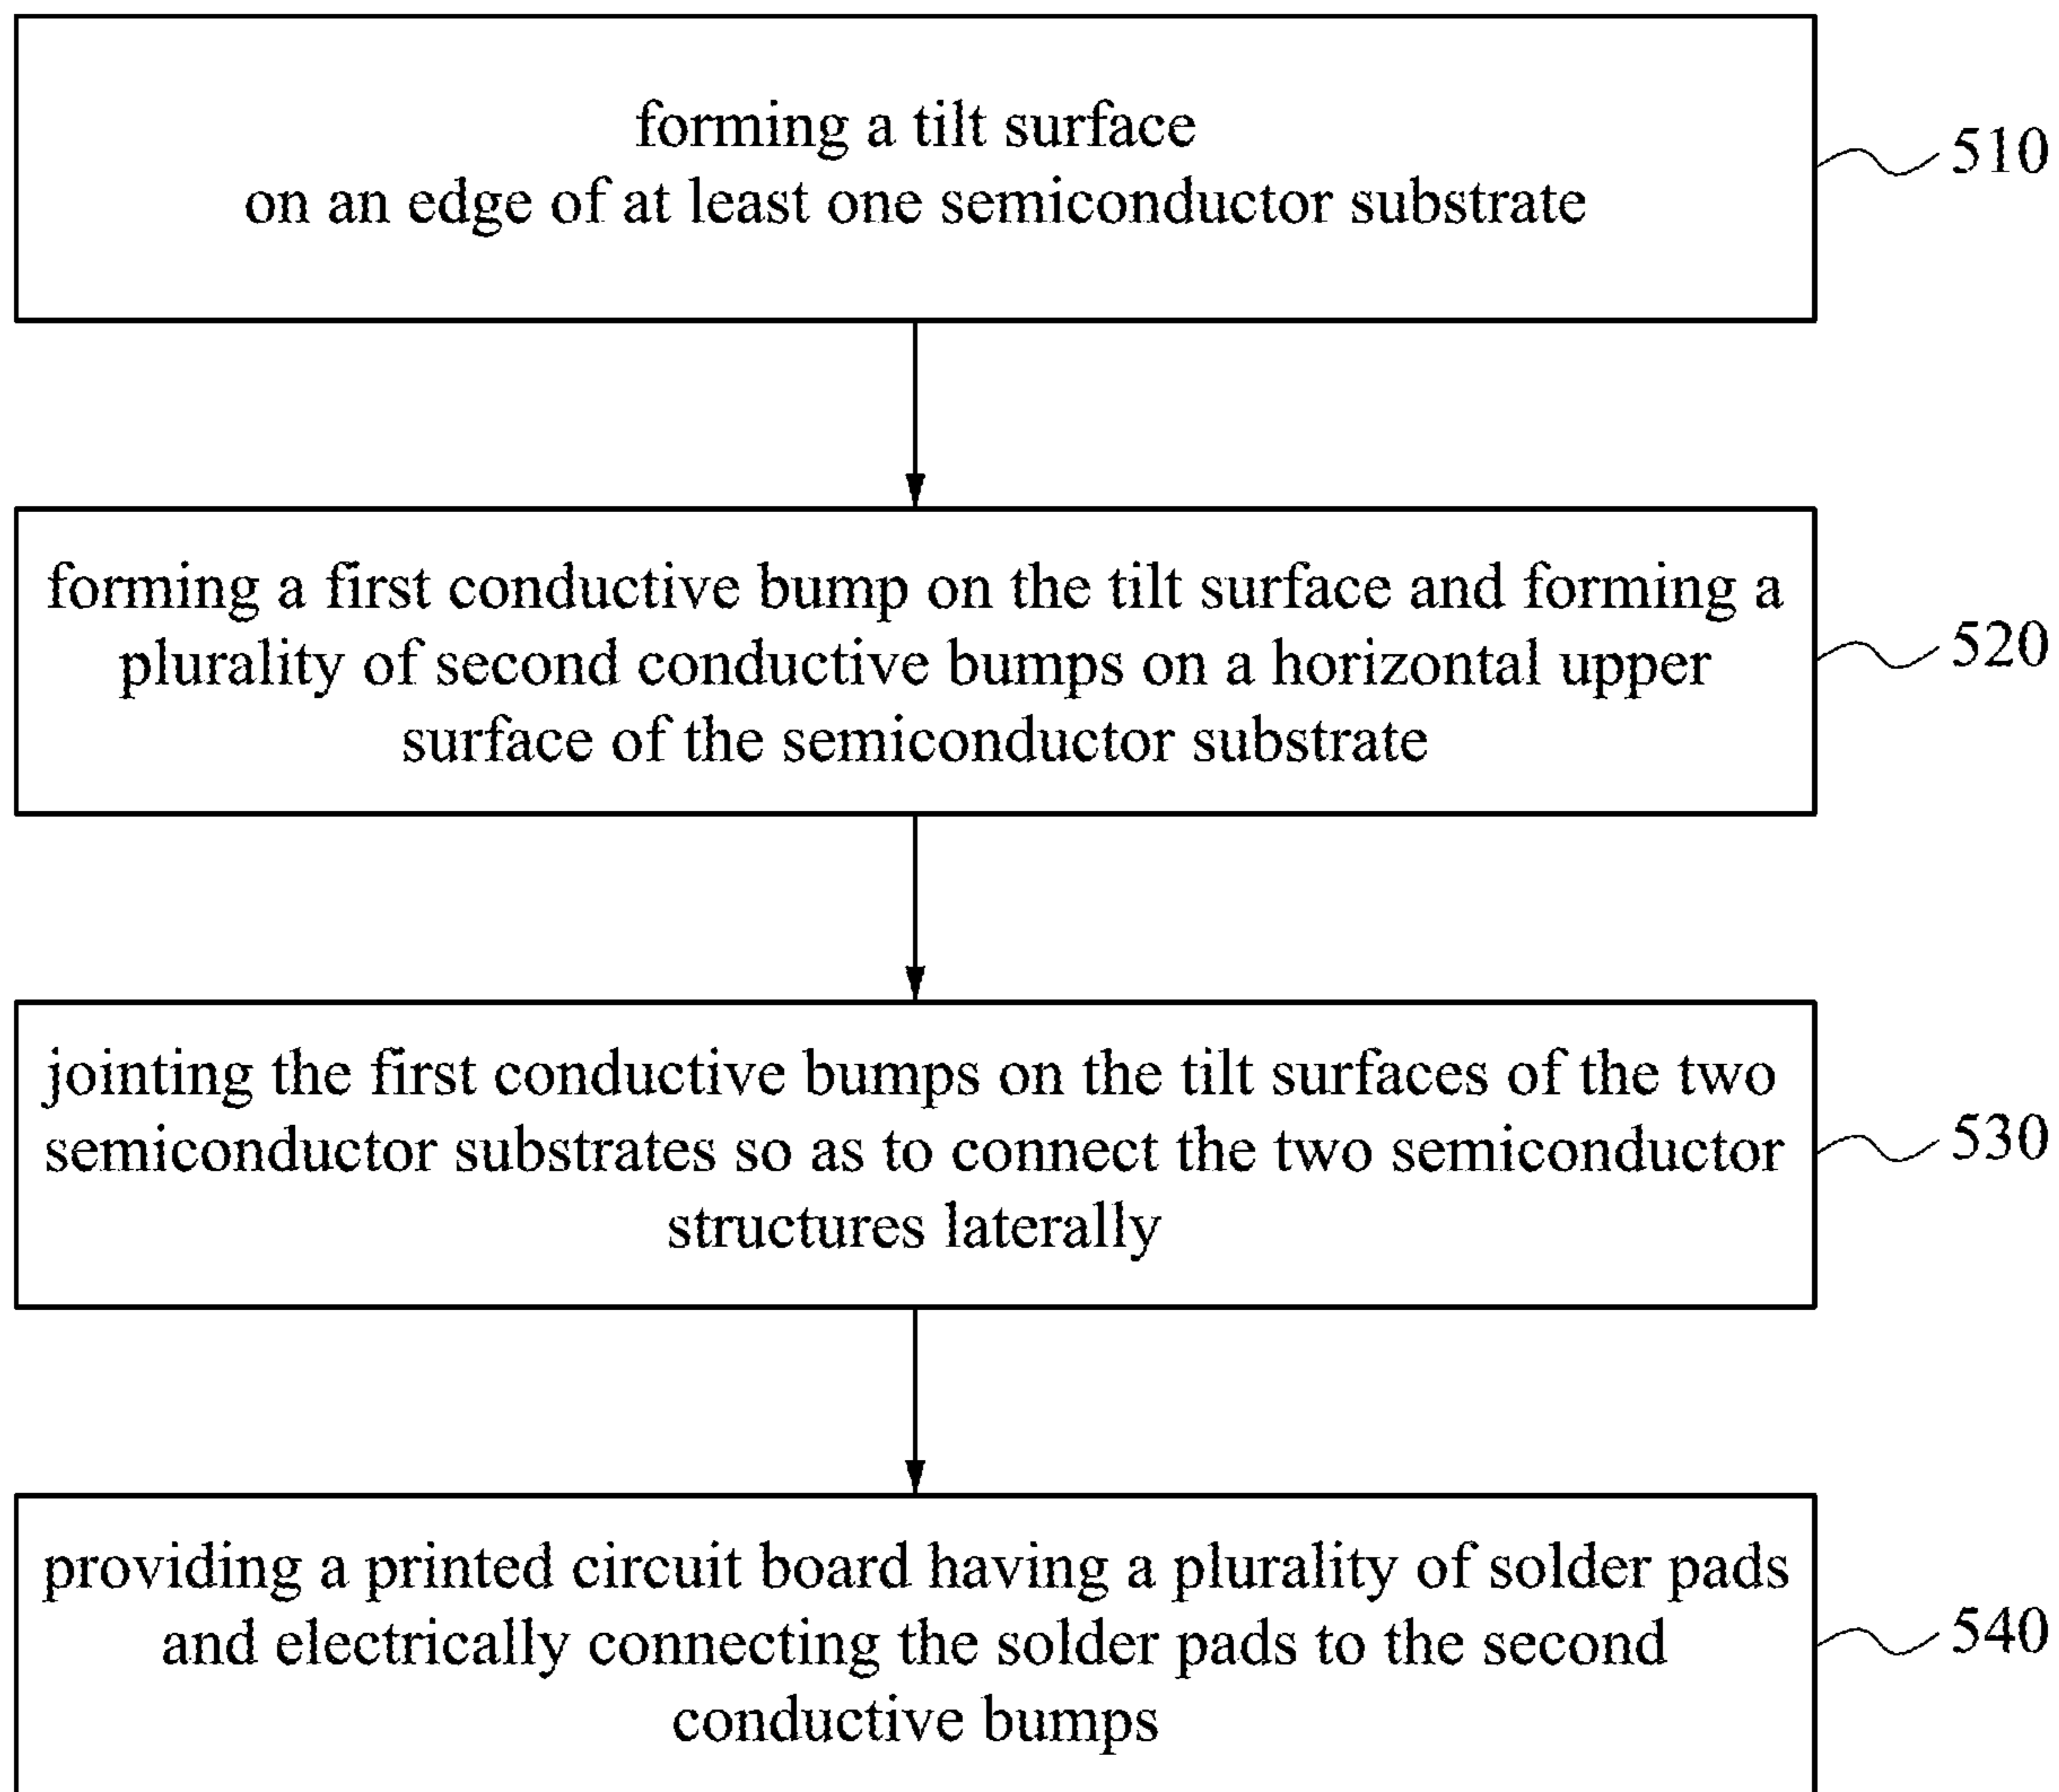 forming a tilt surface
on an edge of at least one semiconductor substrate
510
forming a first conductive bump on the tilt surface and forming a
plurality of second conductive bumps on a horizontal upper
surface of the semiconductor substrate
520
jointing the first conductive bumps on the tilt surfaces of the two
semiconductor substrates so as to connect the two semiconductor
structures laterally
530
providing a printed circuit board having a plurality of solder pads
and electrically connecting the solder pads to the second
conductive bumps
540